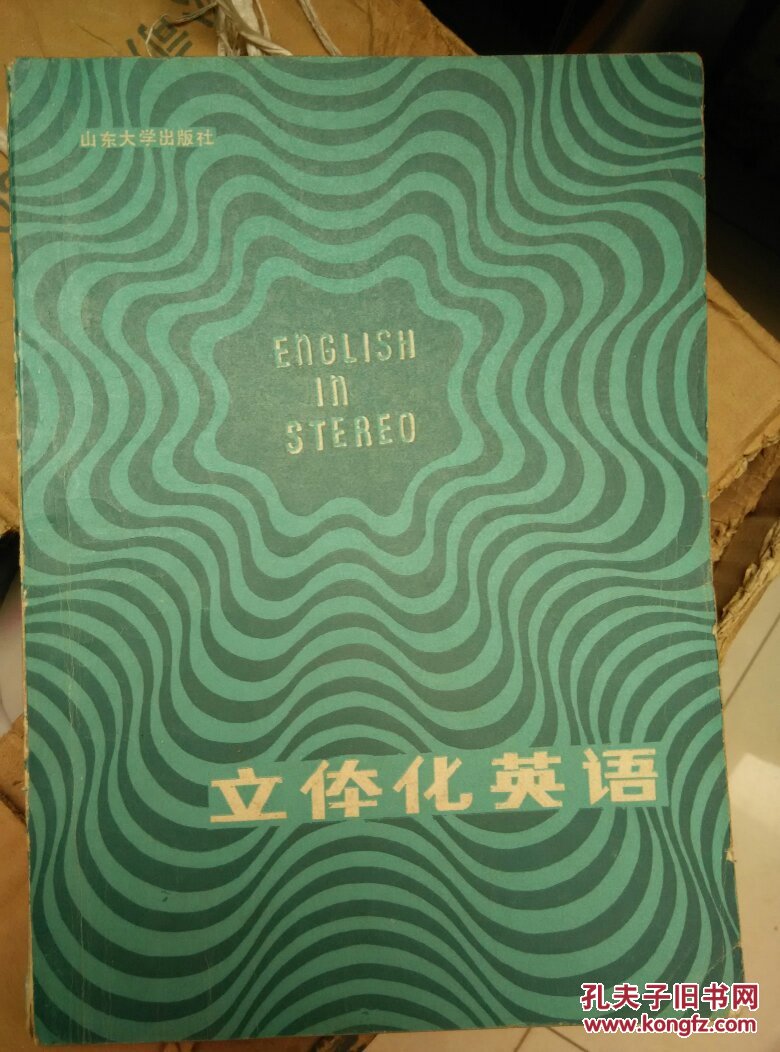 山东大学出版社
ENGLISH
IN
STEREO
立体化英语
孔夫子旧书网
www.kongfz.com